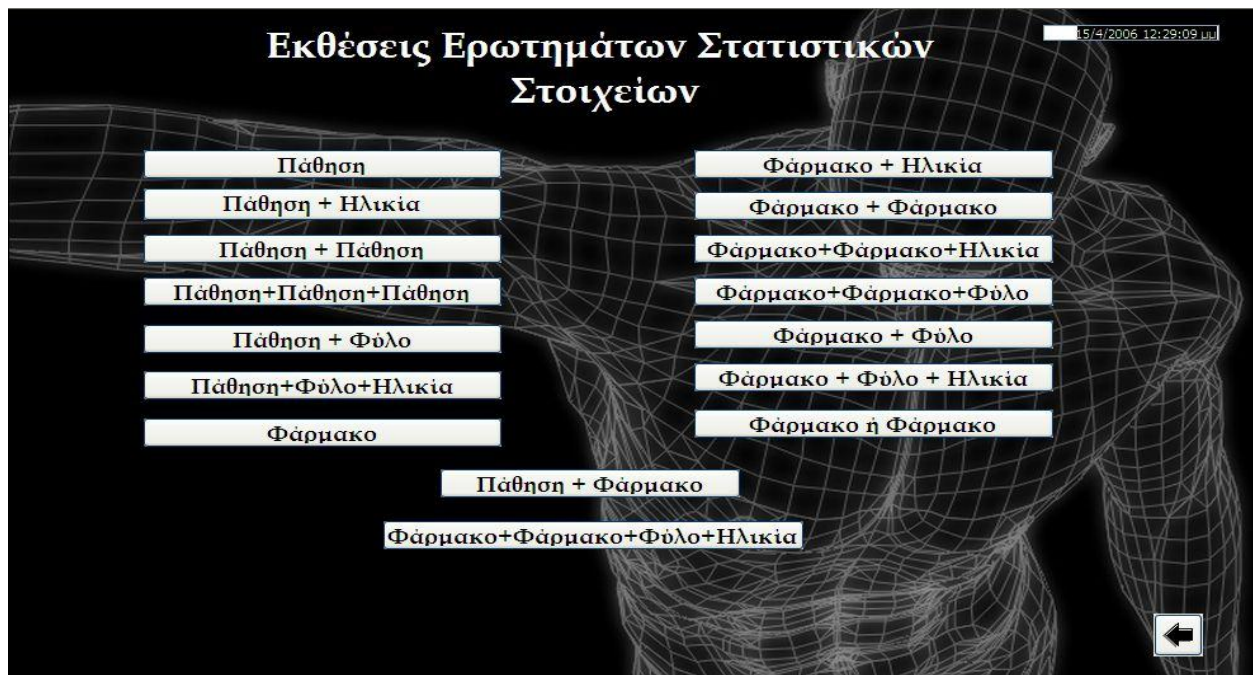 Εκθέσεις Ερωτημάτων Στατιστικών
Στοιχείων
15/4/2006 12:29:09 μμ
Πάθηση
Πάθηση + Ηλικία
Πάθηση + Πάθηση
Πάθηση+Πάθηση+Πάθηση
Πάθηση + Φύλο
Πάθηση+Φύλο+Ηλικία
Φάρμακο
Φάρμακο + Ηλικία
Φάρμακο + Φάρμακο
Φάρμακο+Φάρμακο+Ηλικία
Φάρμακο+Φάρμακο+Φύλο
Φάρμακο + Φύλο
Φάρμακο + Φύλο + Ηλικία
Φάρμακο ή Φάρμακο
Πάθηση + Φάρμακο
Φάρμακο+Φάρμακο+Φύλο+Ηλικία